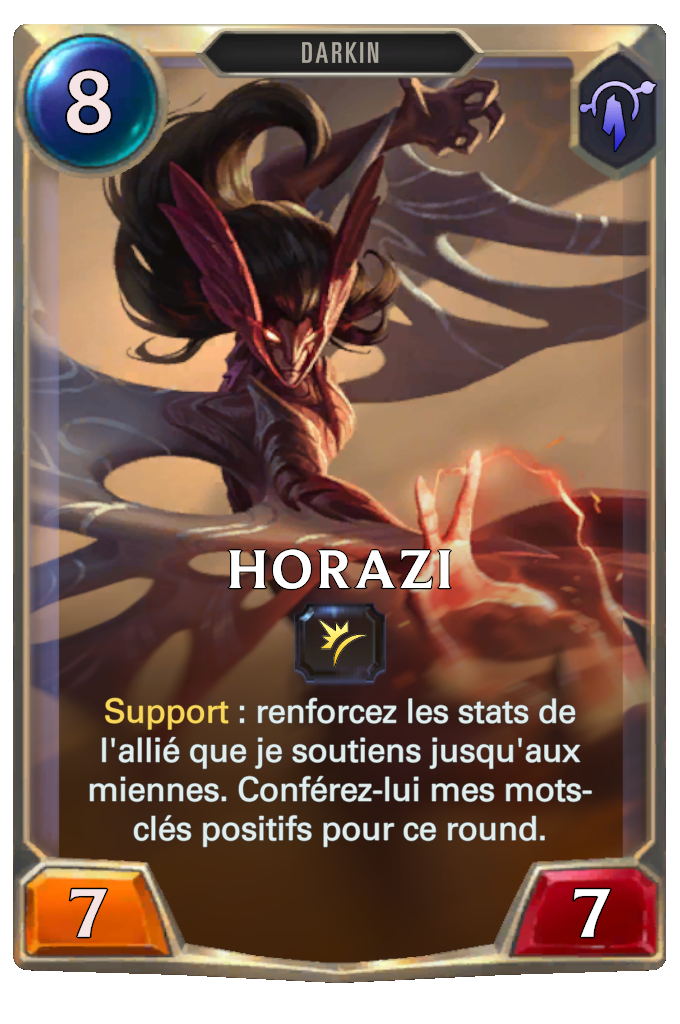 DARKIN
8
HORAZI
Support : renforcez les stats de
l'allié que je soutiens jusqu'aux
miennes. Conférez-lui mes mots-
clés positifs pour ce round.
7
7